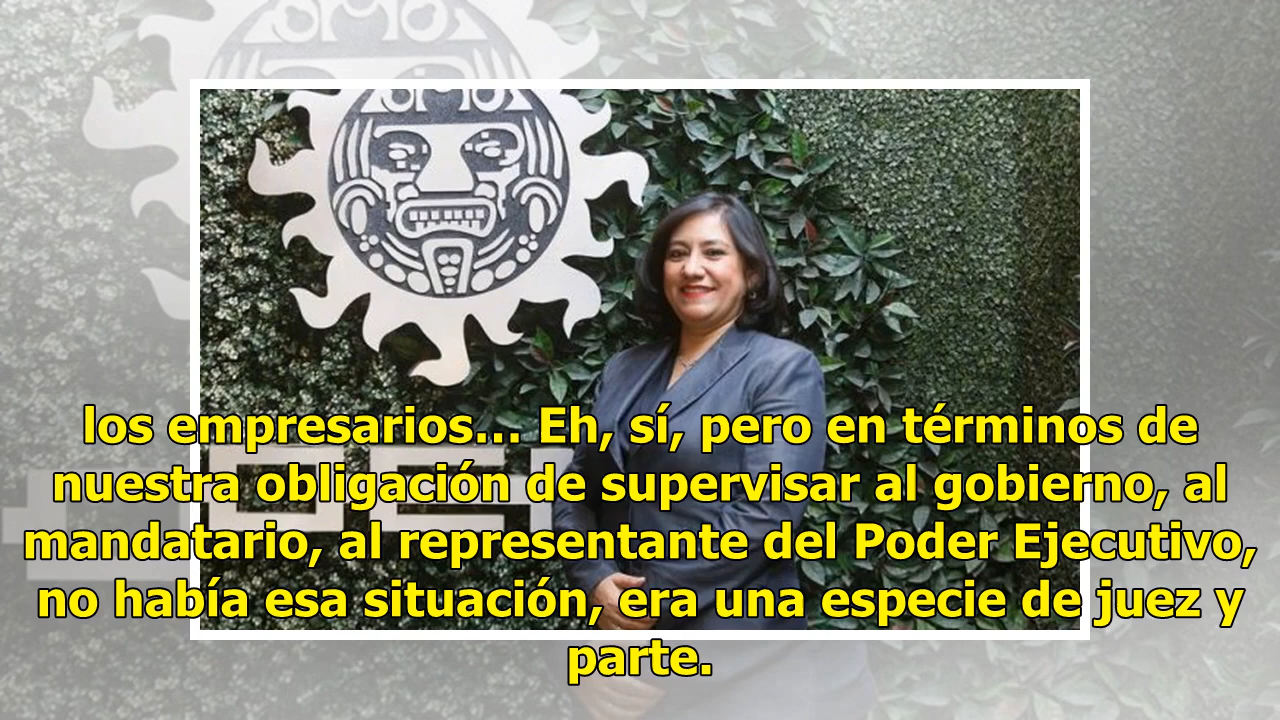 los empresarios... Eh, sí, pero en términos de
nuestra obligación de supervisar al gobierno, al
mandatario, al representante del Poder Ejecutivo,
no había esa situación, era una especie de juez y
parte.